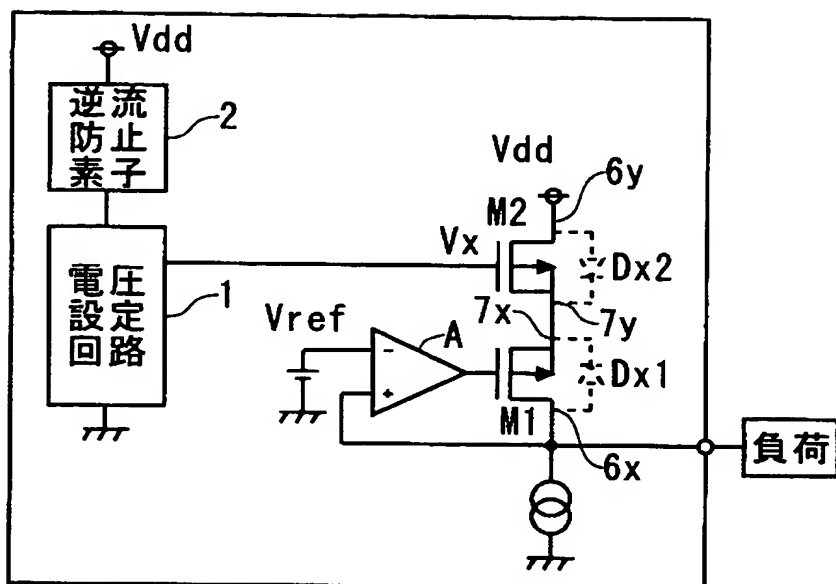 Vdd
逆流
防止
素子
2
電圧
設定
回路
1
Vdd
6y
M2
Vx
Dx2
7x
7y
Vref
A
-
+
M1
Dx1
6x
負荷